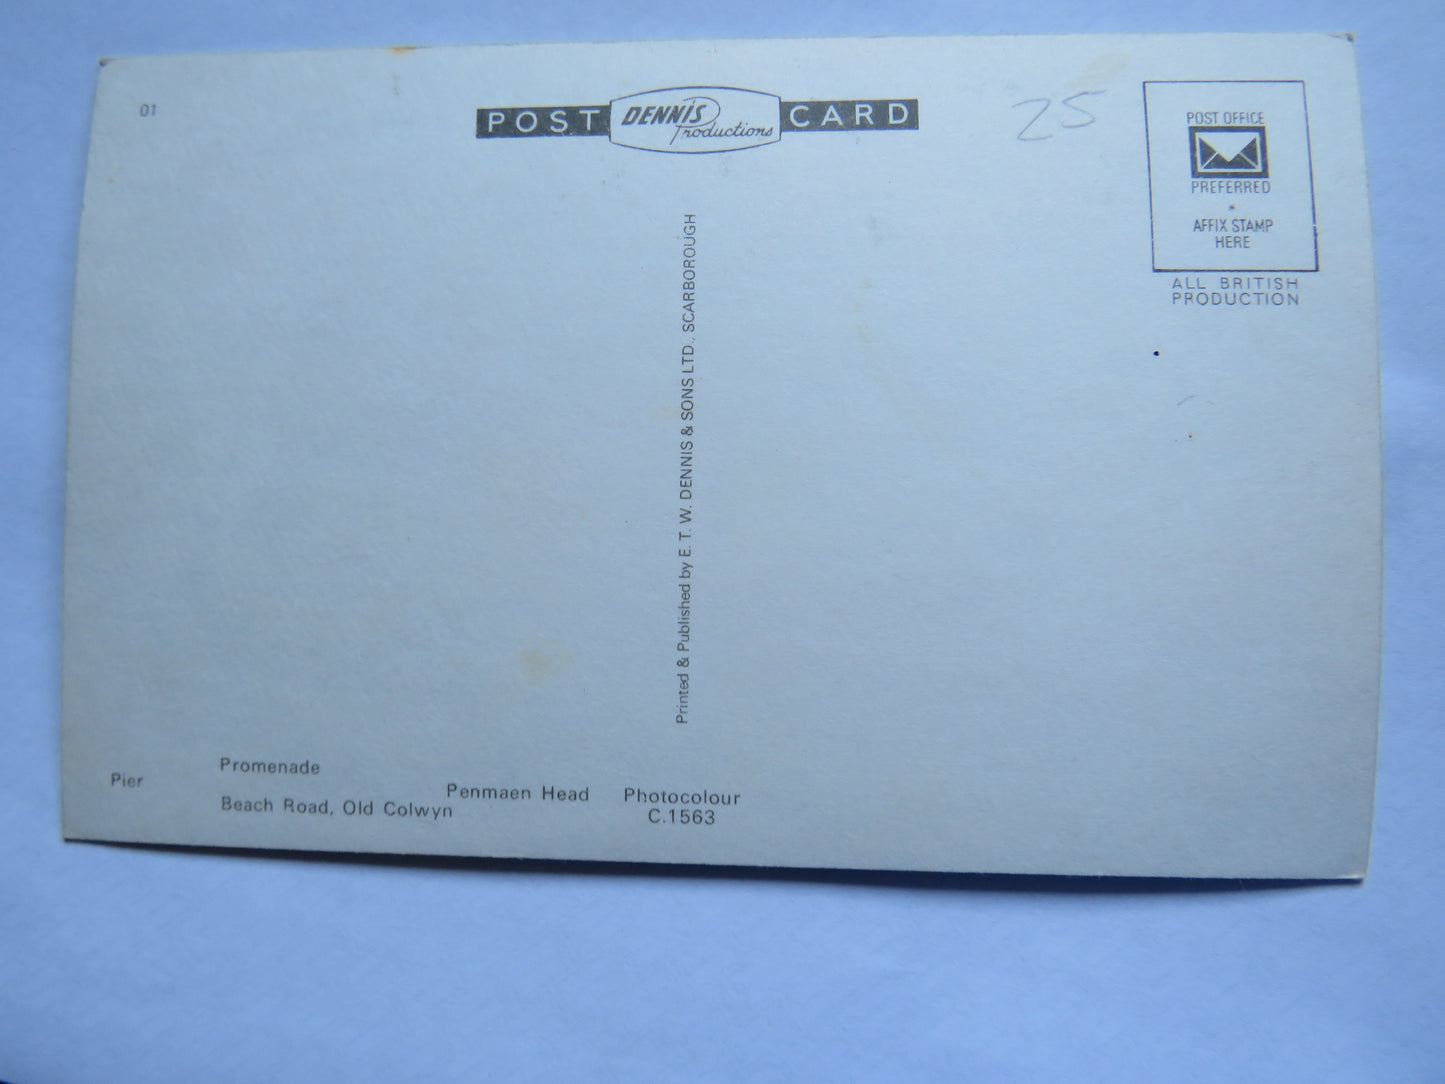 01
POST DENNIS Productions CARD
25
POST OFFICE
PREFERRED
AFFIX STAMP
HERE
ALL BRITISH
PRODUCTION
Printed & Published by E. T. W. DENNIS & SONS LTD., SCARBOROUGH
Promenade
Pier
Beach Road, Old Colwyn
Penmaen Head
Photocolour
C.1563